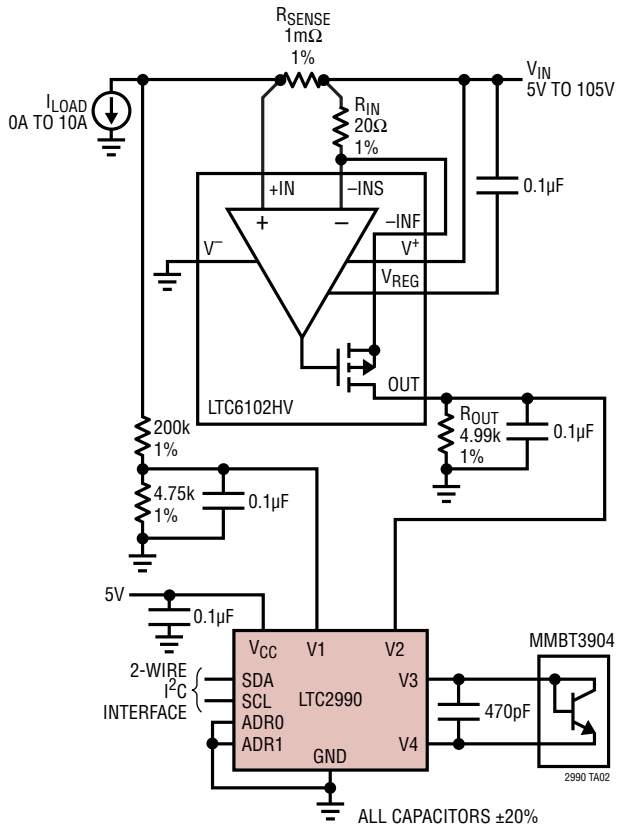 RSENSE
1mΩ
1%
VIN
5V TO 105V
ILOAD
0A TO 10A
RIN
20Ω
1%
0.1µF
+IN
–INS
–INF
+
–
V–
V+
VREG
OUT
LTC6102HV
200k
1%
ROUT
4.99k
1%
0.1µF
4.75k
1%
0.1µF
5V
0.1µF
VCC
V1
V2
MMBT3904
2-WIRE
I2C
INTERFACE
SDA
SCL
ADR0
ADR1
LTC2990
V3
V4
GND
470pF
2990 TA02
ALL CAPACITORS ±20%